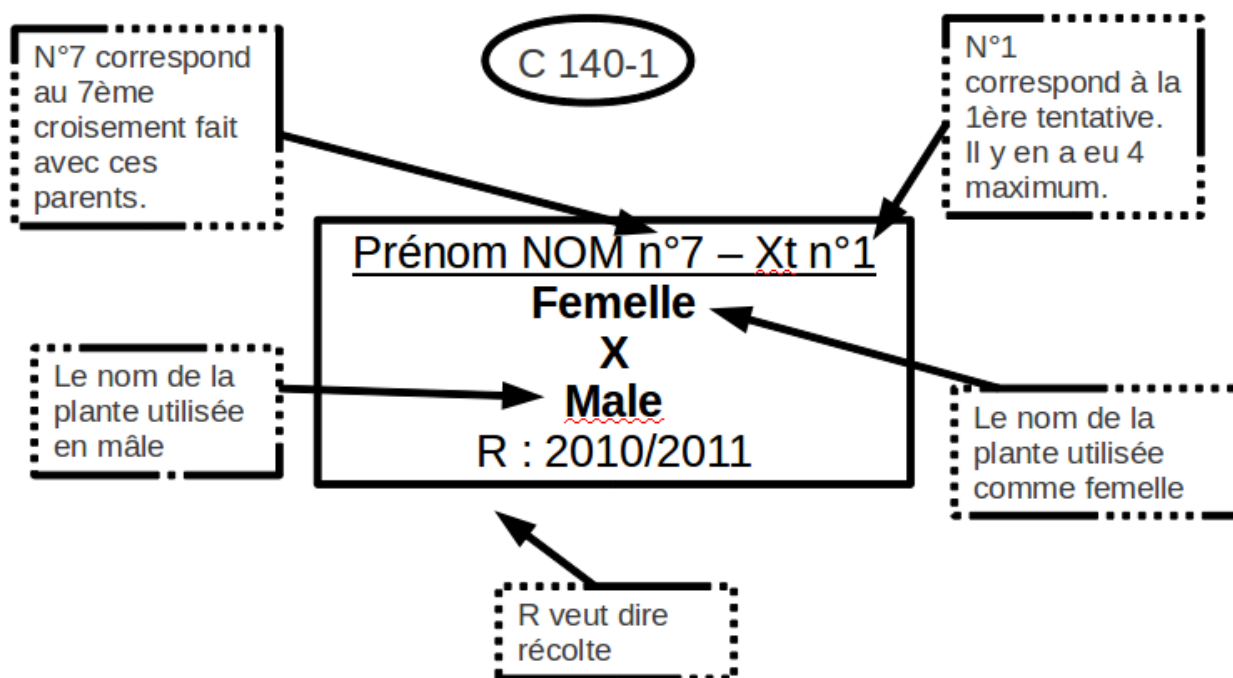 N°7 correspond
au 7ème
croisement fait
avec ces
parents.
C 140-1
N°1
correspond à la
1ère tentative.
Il y en a eu 4
maximum.
Prénom NOM n°7 – Xt n°1
Femelle
X
Male
R : 2010/2011
Le nom de la
plante utilisée
en mâle
Le nom de la
plante utilisée
comme femelle
R veut dire
récolte